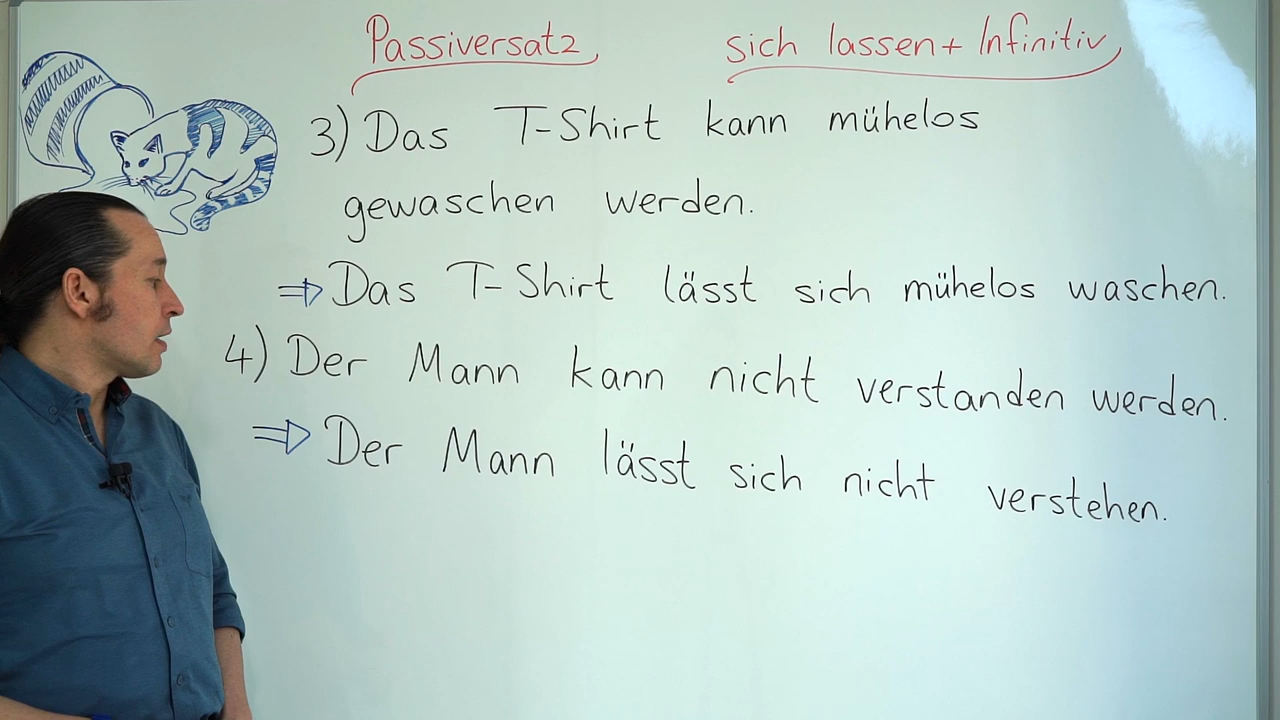 Passiversatz sich lassen + Infinitiv
3) Das T-Shirt kann mühelos
gewaschen werden.
⇒ Das T-Shirt lässt sich mühelos waschen.
4) Der Mann kann nicht verstanden werden.
⇒ Der Mann lässt sich nicht verstehen.